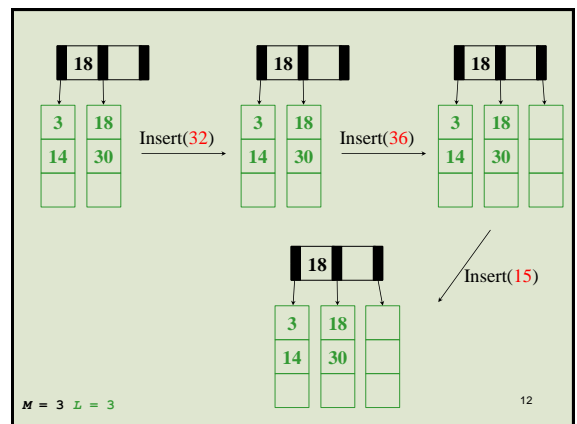 18 18 18
3 18 3 18 3 18
Insert(32) Insert(36)
14 30 14 30 14 30
18
Insert(15)
3 18
14 30
M = 3 L = 3
12